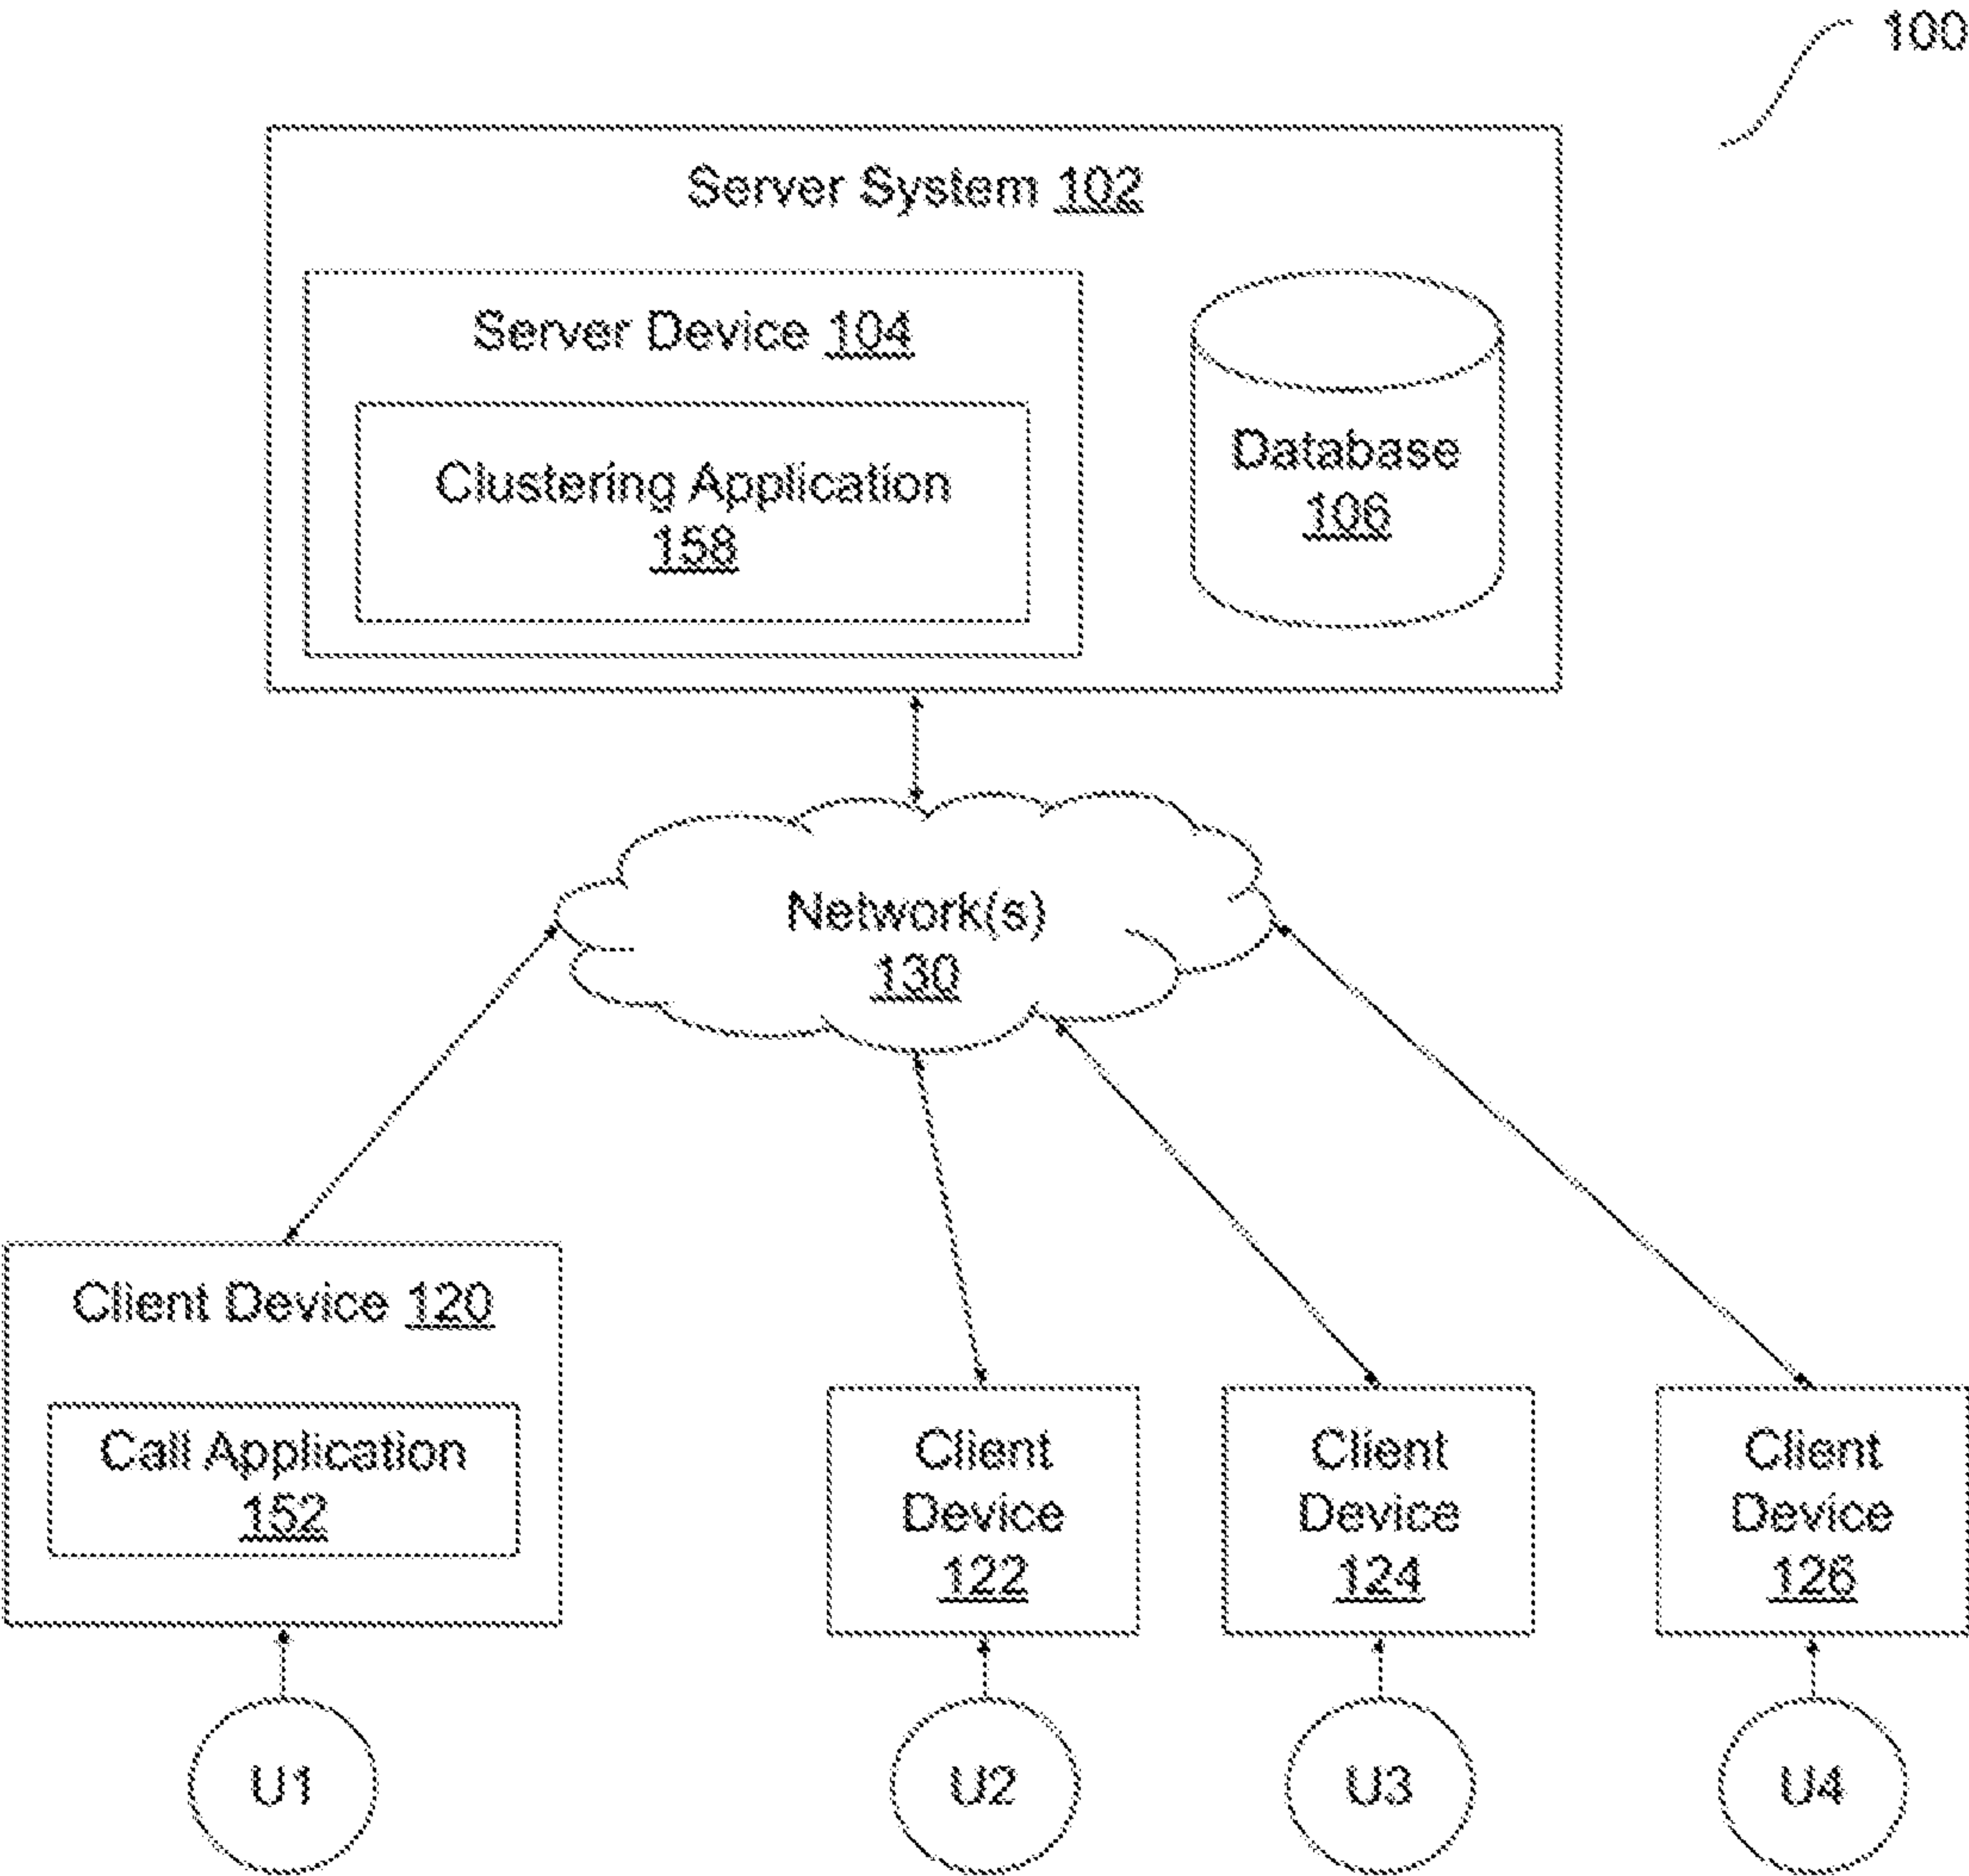 100
Server System 102
Server Device 104
Clustering Application
158
Database
106
Network(s)
130
Client Device 120
Call Application
152
Client
Device
122
Client
Device
124
Client
Device
126
U1
U2
U3
U4